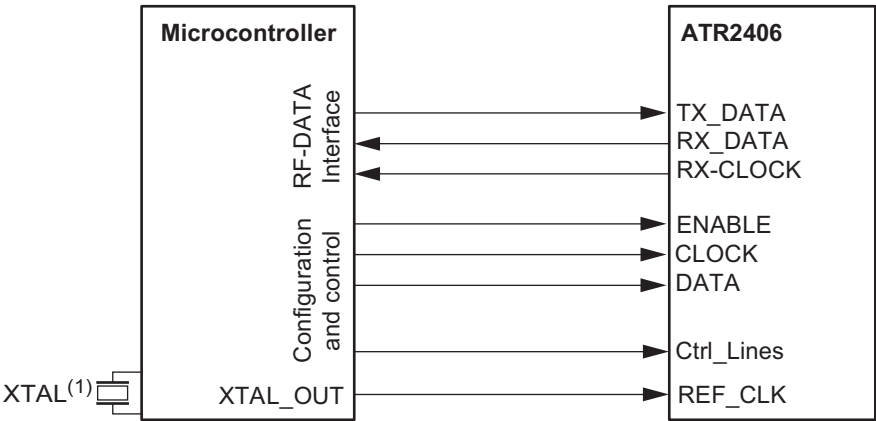 Microcontroller
ATR2406
RF-DATA
Interface
TX_DATA
RX_DATA
RX-CLOCK
Configuration
and control
ENABLE
CLOCK
DATA
Ctrl_Lines
XTAL(1)
XTAL_OUT
REF_CLK